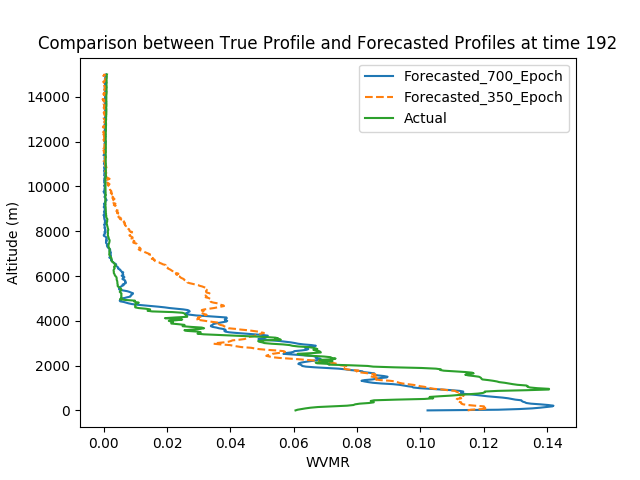 Comparison between True Profile and Forecasted Profiles at time 192
Forecasted_700_Epoch
Forecasted_350_Epoch
Actual
14000
12000
10000
8000
6000
4000
2000
0
Altitude (m)
0.00 0.02 0.04 0.06 0.08 0.10 0.12 0.14
WVMR